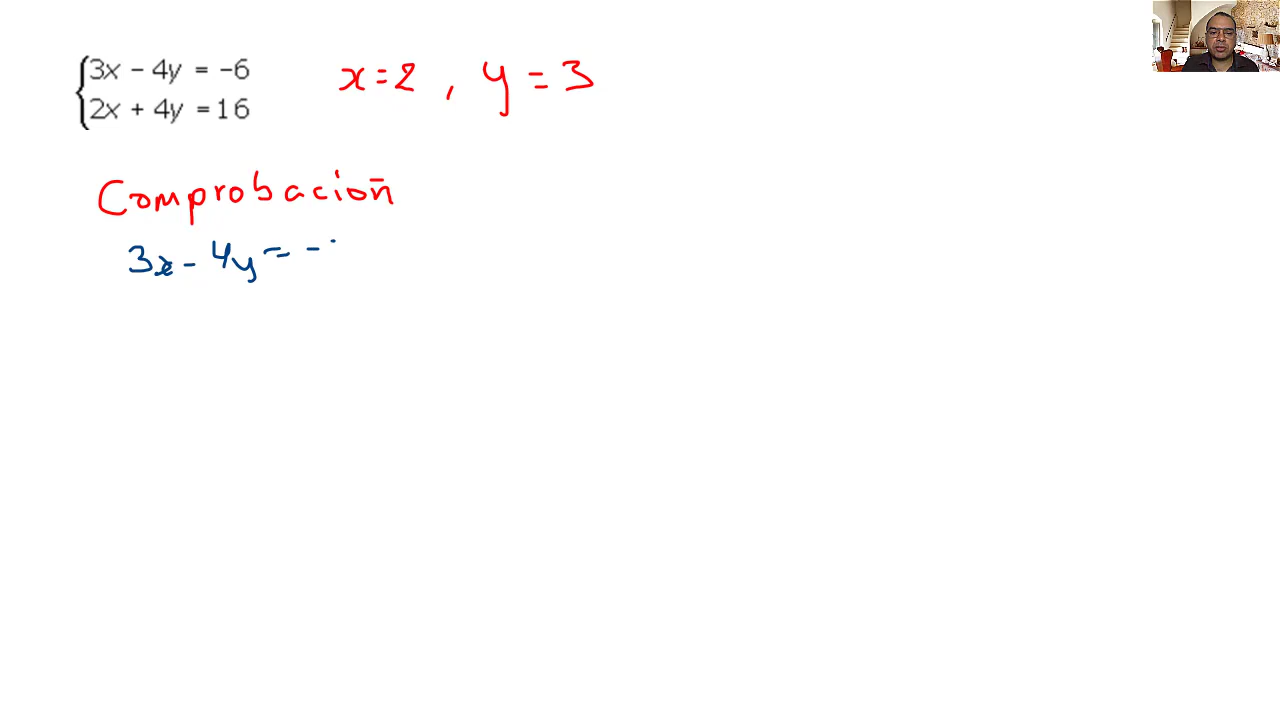 3x − 4y = −6 x = 2 , y = 3
2x + 4y = 16
Comprobación
3x - 4y = -